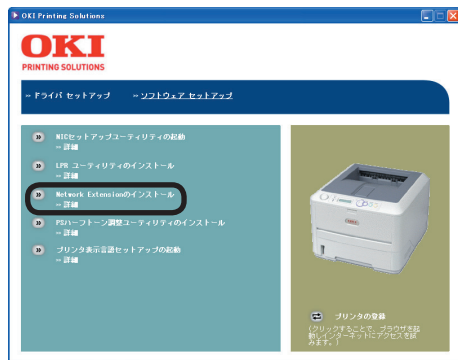 OKI Printing Solutions
OKI
PRINTING SOLUTIONS
ドライバ セットアップ
ソフトウェア セットアップ
NICセットアップユーティリティの起動
詳細
LPR ユーティリティのインストール
詳細
Network Extensionのインストール
詳細
PSハーフトーン調整ユーティリティのインストール
詳細
プリンタ表示言語セットアップの起動
詳細
プリンタの登録
(クリックすることで、ブラウザを起
動しインターネットにアクセスを試
みます。)